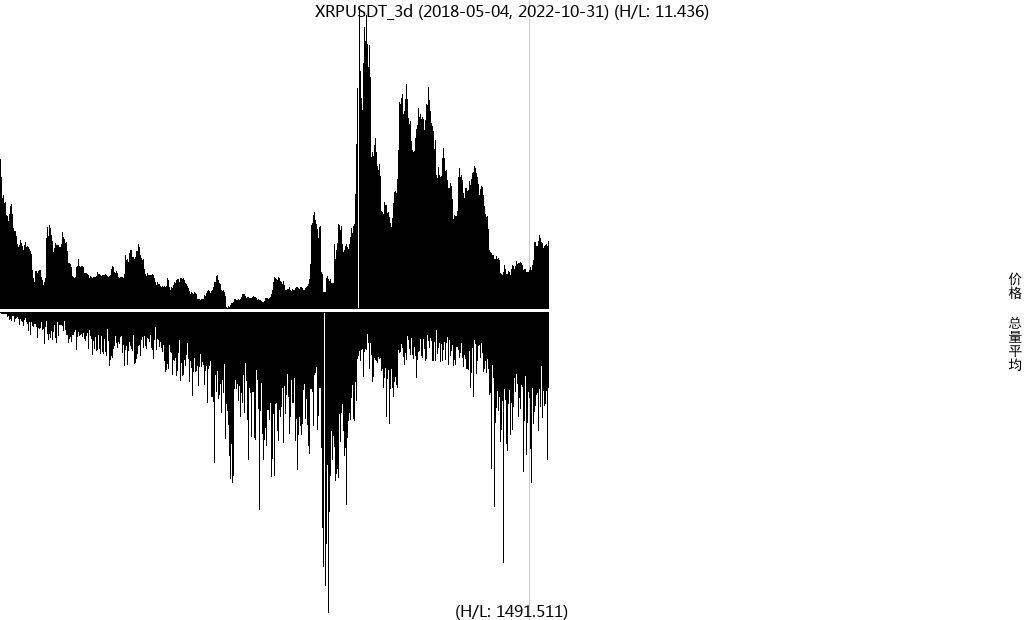 XRPUSDT_3d (2018-05-04, 2022-10-31) (H/L: 11.436)
价格
总量平均
(H/L: 1491.511)